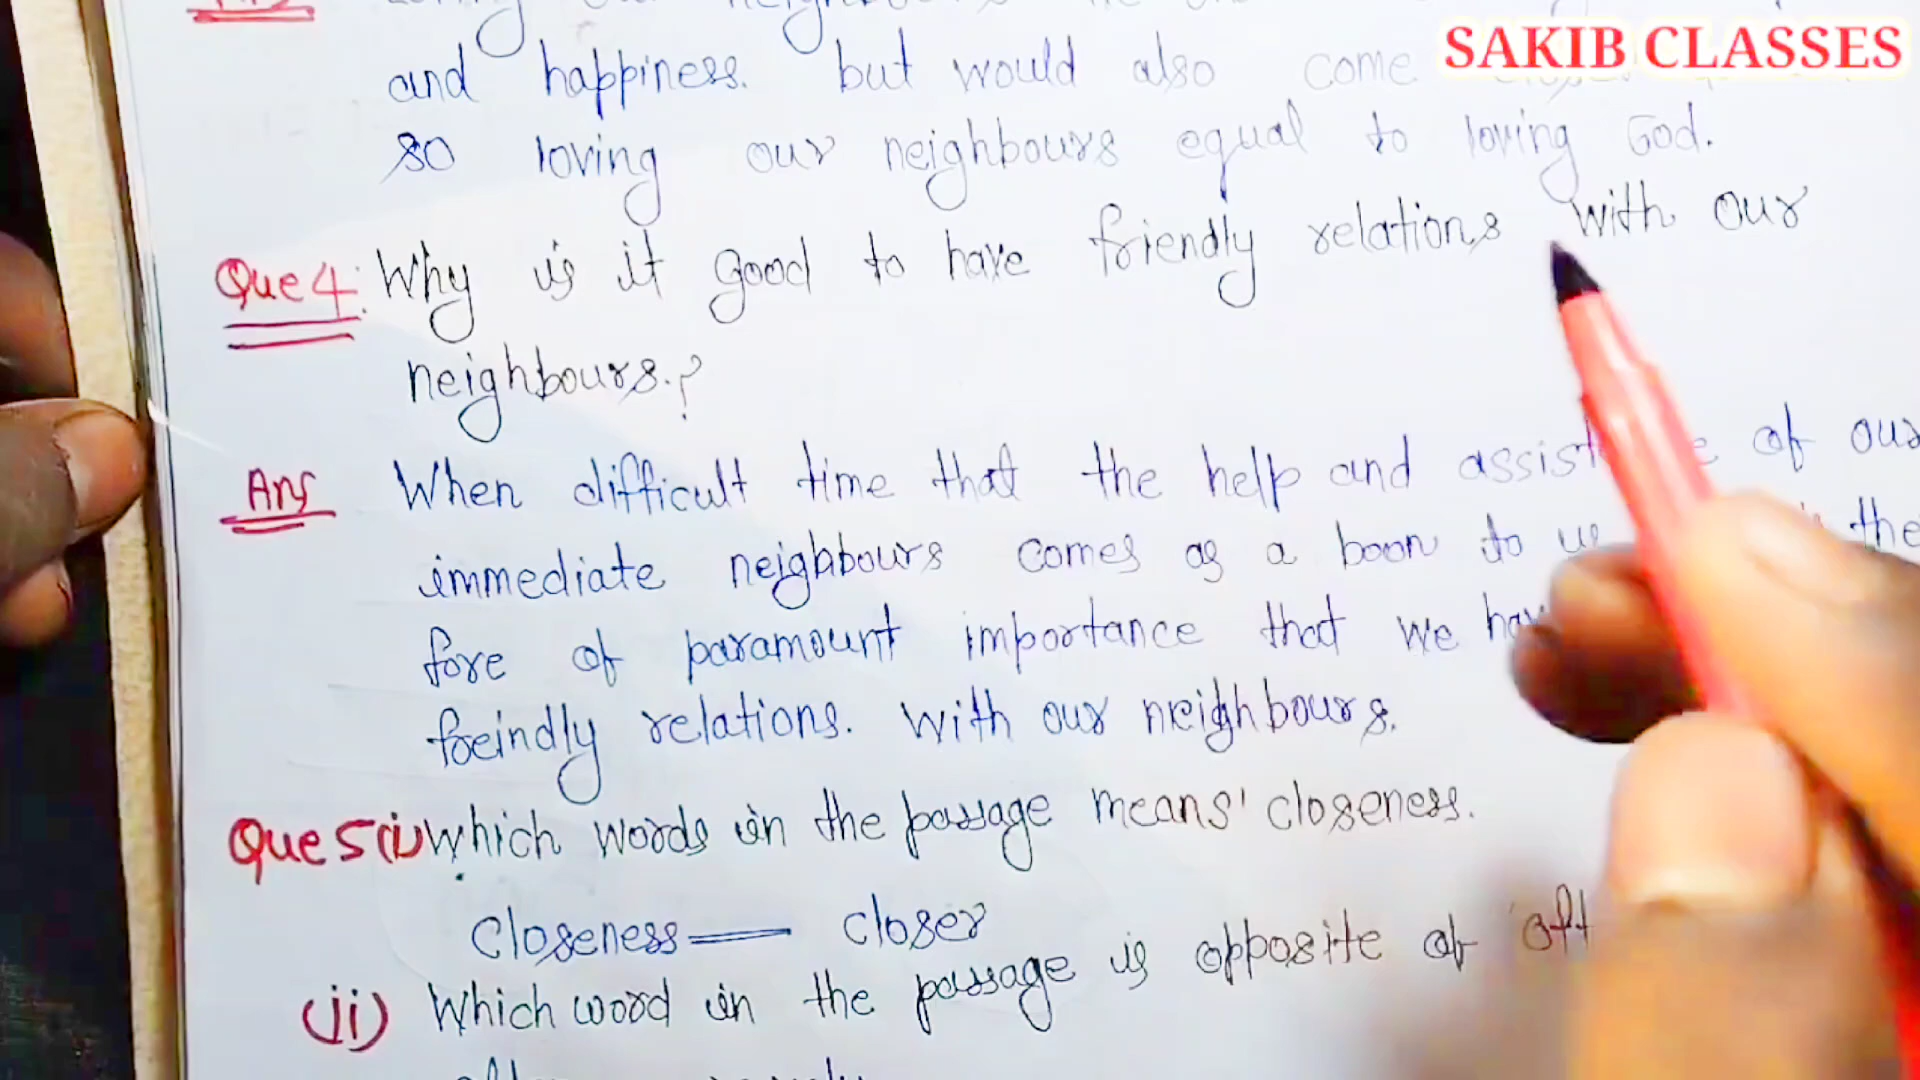 SAKIB CLASSES
and happiness. but would also come
so loving our neighbours equal to loving God.
Que 4: Why is it good to have friendly relations with our
neighbours.?
Ans When difficult time that the help and of our
immediate neighbours comes as a boon to us the
fore of paramount importance that we
foeindly relations. With our neighbours.
Que 5(i) Which words in the passage means' closeness.
Closeness — closer
(ii) Which word in the passage is opposite of